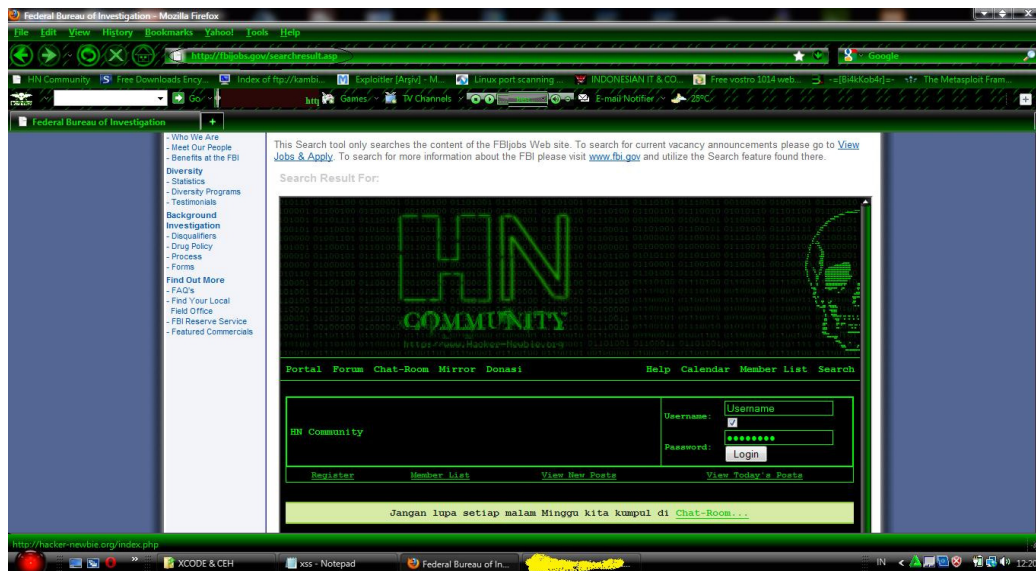 Federal Bureau of Investigation - Mozilla Firefox
File Edit View History Bookmarks Yahoo! Tools Help
http://fbijobs.gov/searchresult.asp
Google
HN Community
Free Downloads Ency...
Index of ftp://kambi...
Exploitler [Arşiv] - M...
Linux port scanning ...
INDONESIAN IT & CO...
Free vostro 1014 web...
-=[Bi4kKob4r]=-
The Metasploit Fram...
Go
Games
TV Channels
E-mail Notifier
25°C
Federal Bureau of Investigation
- Who We Are
- Meet Our People
- Benefits at the FBI
Diversity
- Statistics
- Diversity Programs
- Testimonials
Background
Investigation
- Disqualifiers
- Drug Policy
- Process
- Forms
Find Out More
- FAQ's
- Find Your Local
Field Office
- FBI Reserve Service
- Featured Commercials
This Search tool only searches the content of the FBIjobs Web site. To search for current vacancy announcements please go to View
Jobs & Apply. To search for more information about the FBI please visit www.fbi.gov and utilize the Search feature found there.
Search Result For:
HN
COMMUNITY
http://www.Hacker-Newbie.org
Portal Forum Chat-Room Mirror Donasi
Help Calendar Member List Search
HN Community
Username:
Username
Password:
Login
Register
Member List
View New Posts
View Today's Posts
Jangan lupa setiap malam Minggu kita kumpul di Chat-Room...
http://hacker-newbie.org/index.php
XCODE & CEH
xss - Notepad
Federal Bureau of In...
IN